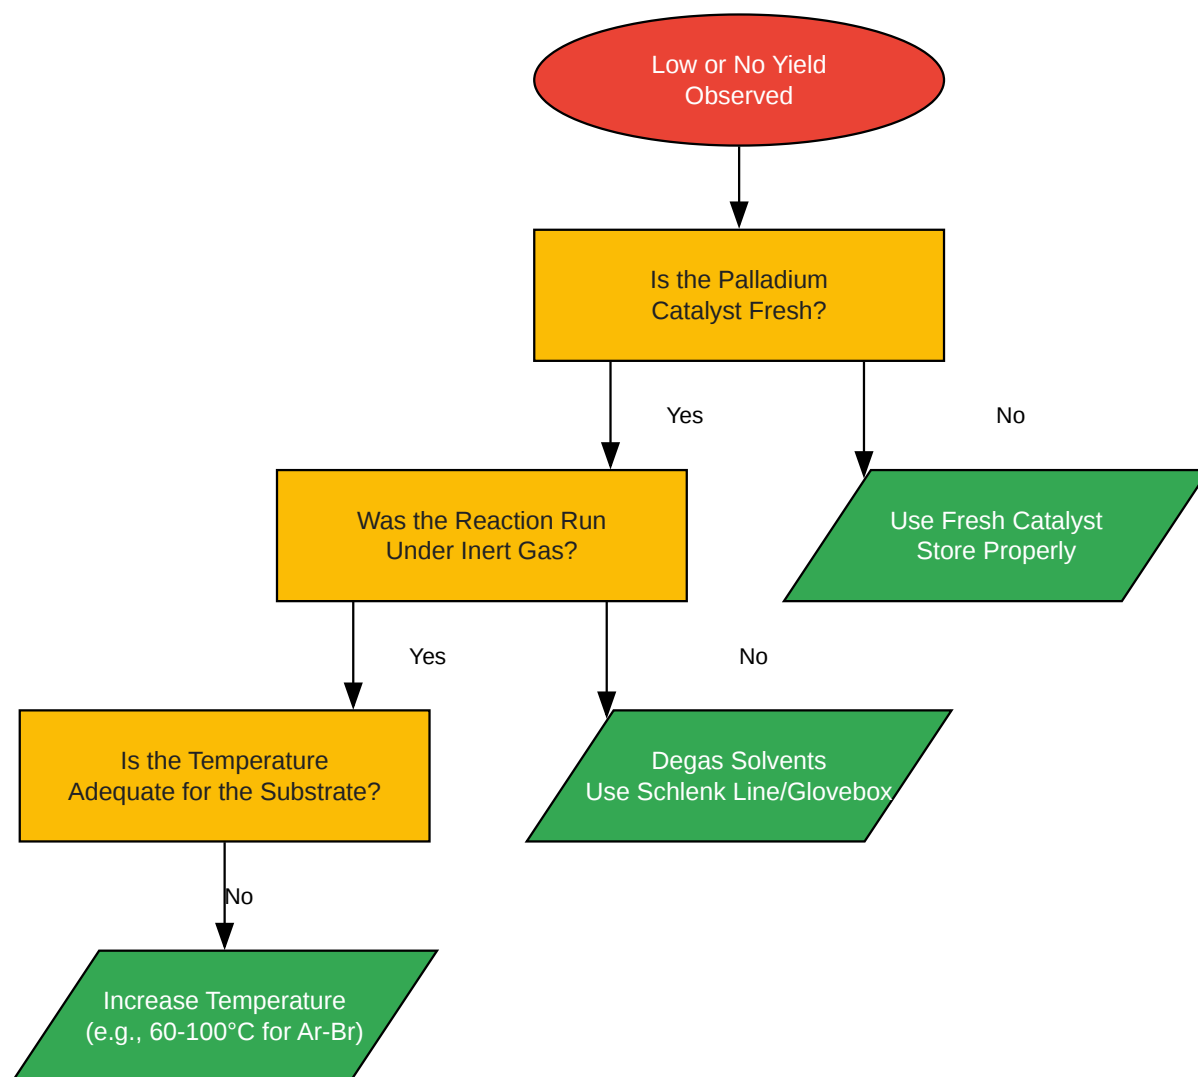 Low or No Yield
Observed
Is the Palladium
Catalyst Fresh?
Yes
No
Was the Reaction Run
Under Inert Gas?
Use Fresh Catalyst
Store Properly
Yes
No
Is the Temperature
Adequate for the Substrate?
Degas Solvents
Use Schlenk Line/Glovebox
No
Increase Temperature
(e.g., 60-100°C for Ar-Br)